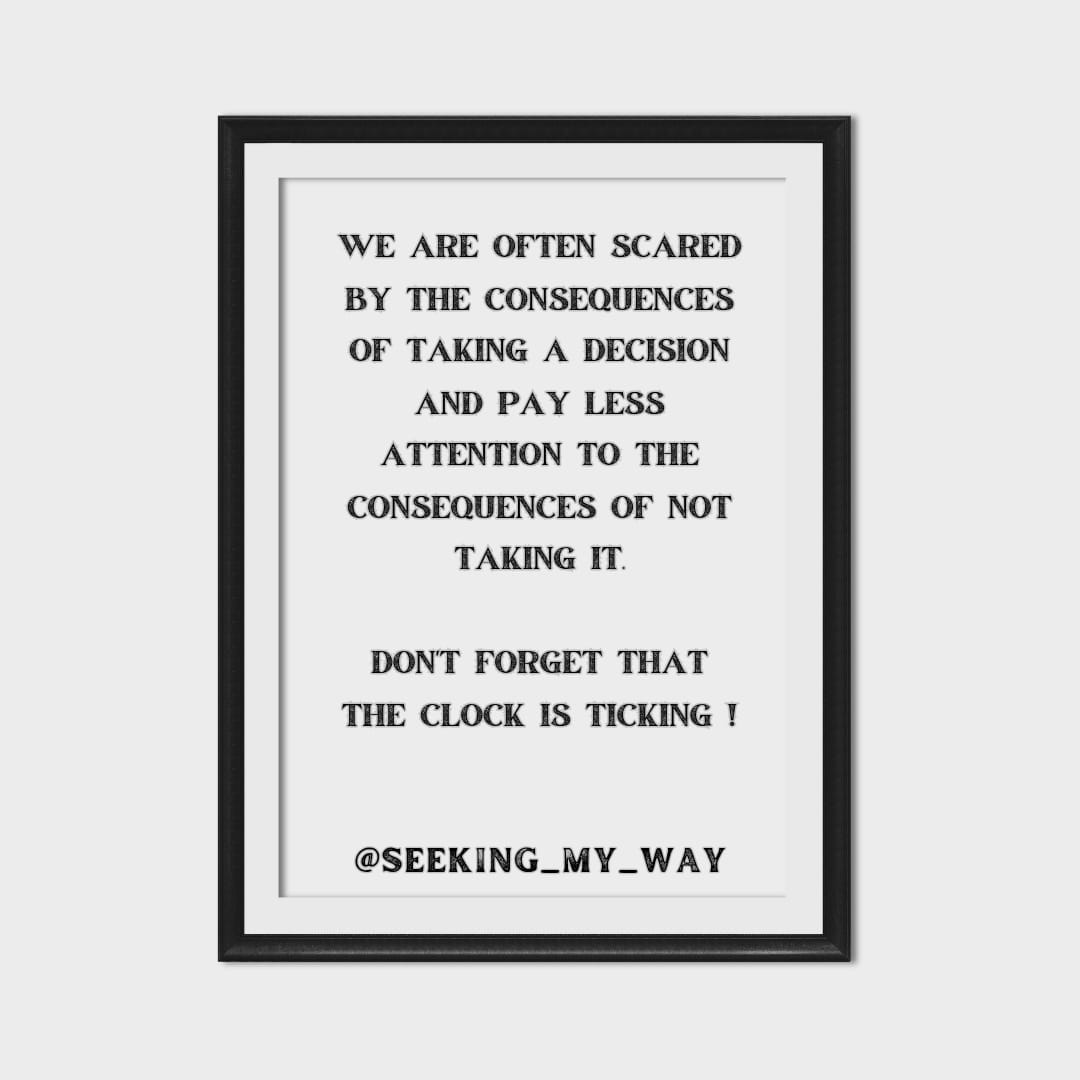 WE ARE OFTEN SCARED
BY THE CONSEQUENCES
OF TAKING A DECISION
AND PAY LESS
ATTENTION TO THE
CONSEQUENCES OF NOT
TAKING IT.
DON'T FORGET THAT
THE CLOCK IS TICKING !
@SEEKING_MY_WAY